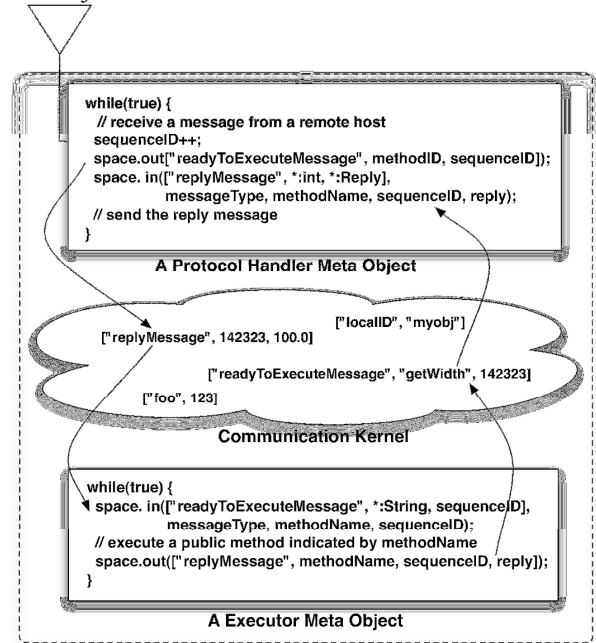 while(true) {
// receive a message from a remote host
sequenceID++;
space.out["readyToExecuteMessage", methodID, sequenceID]);
space. in(["replyMessage", *:int, *:Reply],
messageType, methodName, sequenceID, reply);
// send the reply message
}
A Protocol Handler Meta Object
["localID", "myobj"]
["replyMessage", 142323, 100.0]
["readyToExecuteMessage", "getWidth", 142323]
["foo", 123]
Communication Kernel
while(true) {
space. in(["readyToExecuteMessage", *:String, sequenceID],
messageType, methodName, sequenceID);
// execute a public method indicated by methodName
space.out(["replyMessage", methodName, sequenceID, reply]);
}
A Executor Meta Object